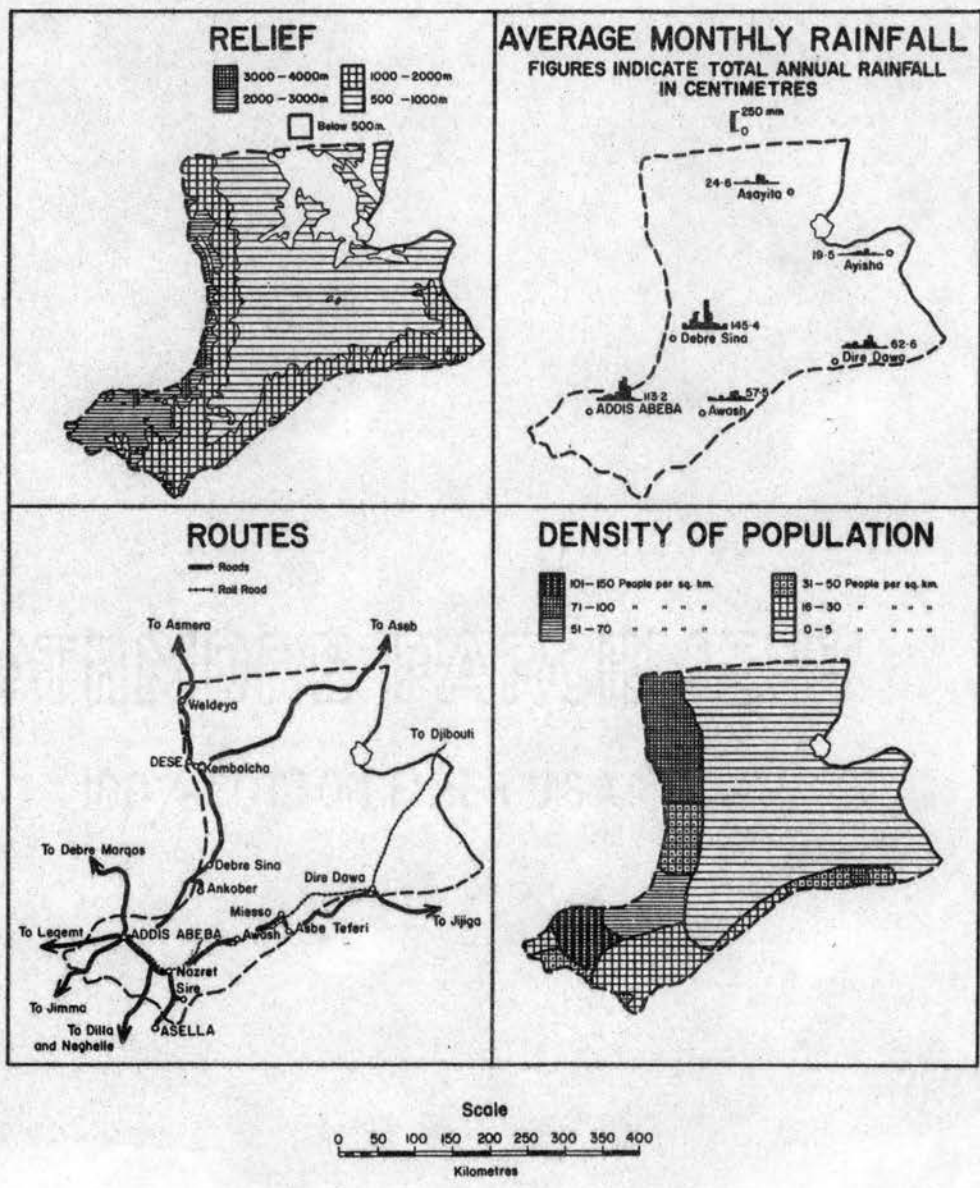 RELIEF
3000-4000m
1000-2000m
2000-3000m
500-1000m
Below 500m.
AVERAGE MONTHLY RAINFALL
FIGURES INDICATE TOTAL ANNUAL RAINFALL
IN CENTIMETRES
250 mm
0
24·6
Asayita
19·5
Ayisha
145·4
Debre Sina
62·6
Dire Dawa
113·2
ADDIS ABEBA
57·5
Awash
ROUTES
Roads
Rail Road
To Asmera
To Aseb
Weldeya
To Djibouti
DESE
Kembolcha
To Debre Marqos
Debre Sina
Ankober
Dire Dawa
Miesso
To Legemt
ADDIS ABEBA
Awash
Asbe Teferi
To Jijiga
Nazret
Sire
To Jimma
To Dilla
and Neghelle
ASELLA
DENSITY OF POPULATION
101-150 People per sq. km.
31-50 People per sq. km.
71-100 " " " "
16-30 " " " "
51-70 " " " "
0-5 " " " "
Scale
0 50 100 150 200 250 300 350 400
Kilometres